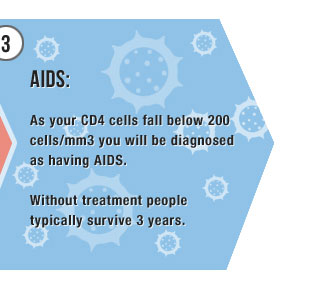 3
AIDS:
As your CD4 cells fall below 200
cells/mm3 you will be diagnosed
as having AIDS.
Without treatment people
typically survive 3 years.